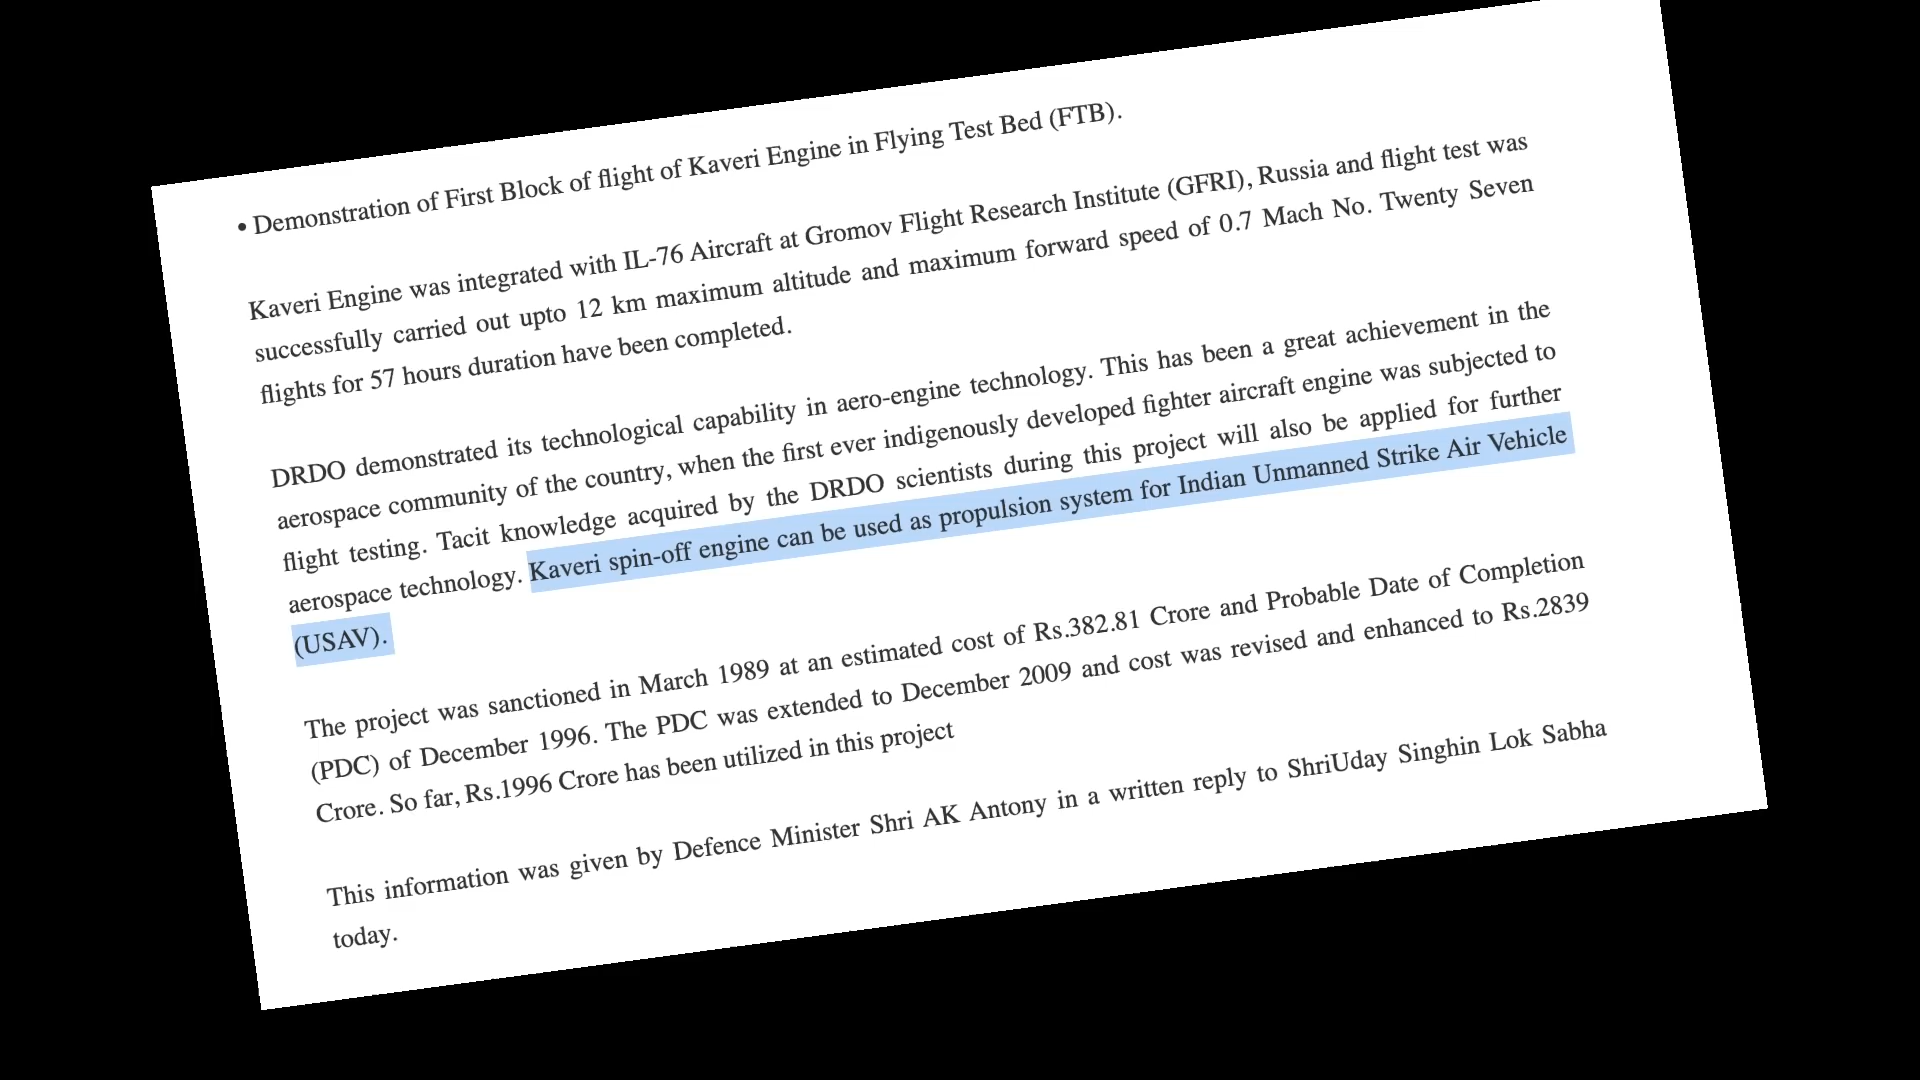 • Demonstration of First Block of flight of Kaveri Engine in Flying Test Bed (FTB).
Kaveri Engine was integrated with IL-76 Aircraft at Gromov Flight Research Institute (GFRI), Russia and flight test was
successfully carried out upto 12 km maximum altitude and maximum forward speed of 0.7 Mach No. Twenty Seven
flights for 57 hours duration have been completed.
DRDO demonstrated its technological capability in aero-engine technology. This has been a great achievement in the
aerospace community of the country, when the first ever indigenously developed fighter aircraft engine was subjected to
flight testing. Tacit knowledge acquired by the DRDO scientists during this project will also be applied for further
aerospace technology. Kaveri spin-off engine can be used as propulsion system for Indian Unmanned Strike Air Vehicle
(USAV).
The project was sanctioned in March 1989 at an estimated cost of Rs.382.81 Crore and Probable Date of Completion
(PDC) of December 1996. The PDC was extended to December 2009 and cost was revised and enhanced to Rs.2839
Crore. So far, Rs.1996 Crore has been utilized in this project
This information was given by Defence Minister Shri AK Antony in a written reply to ShriUday Singhin Lok Sabha
today.